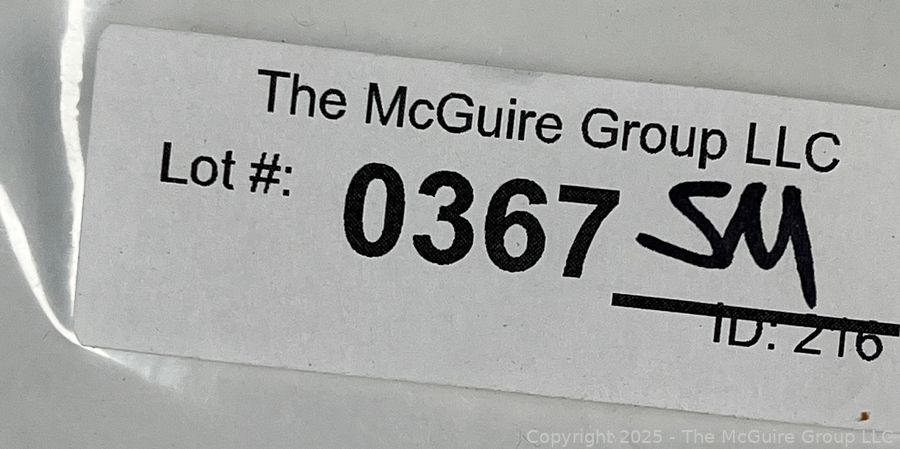 The McGuire Group LLC
Lot #: 0367 SM
ID: 216
Copyright 2025 - The McGuire Group LLC